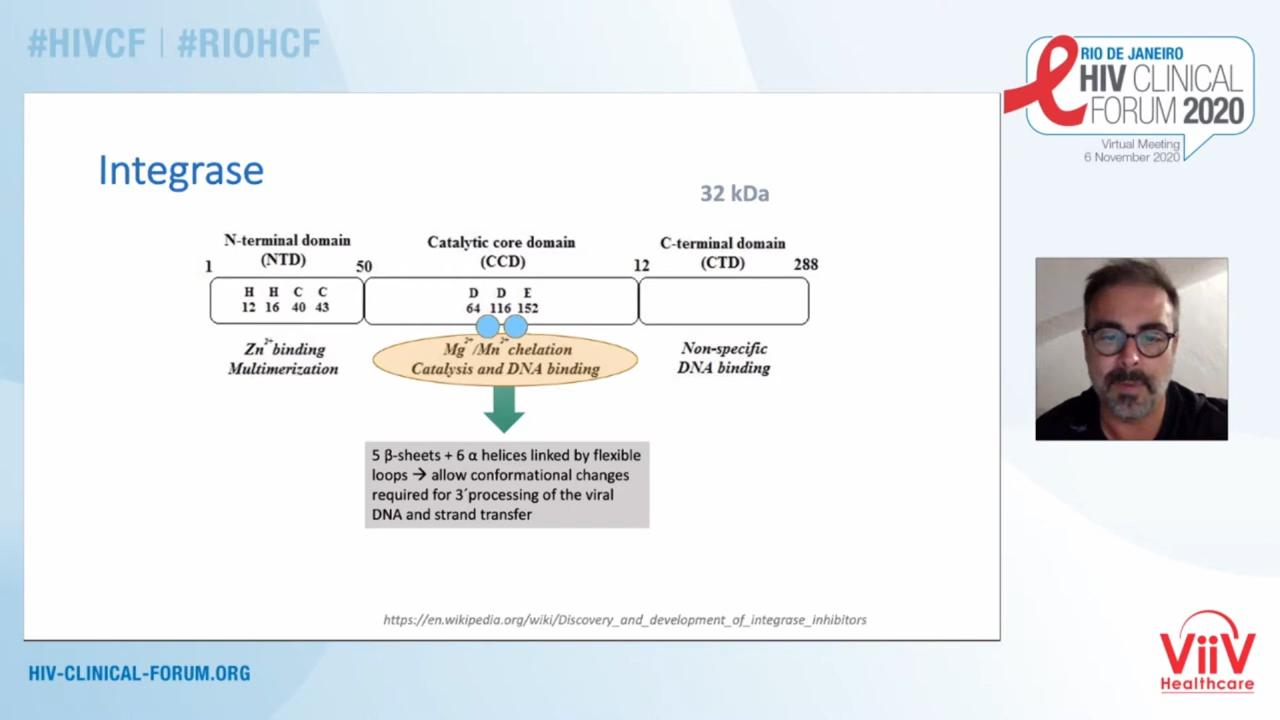 #HIVCF | #RIOHCF
RIO DE JANEIRO
HIV CLINICAL
FORUM 2020
Virtual Meeting
6 November 2020
Integrase
32 kDa
N-terminal domain
(NTD)
Catalytic core domain
(CCD)
C-terminal domain
(CTD)
1
50
12
288
H H C C
12 16 40 43
D D E
64 116 152
Zn²⁺ binding
Multimerization
Mg²⁺/Mn²⁺ chelation
Catalysis and DNA binding
Non-specific
DNA binding
5 β-sheets + 6 α helices linked by flexible
loops → allow conformational changes
required for 3´processing of the viral
DNA and strand transfer
https://en.wikipedia.org/wiki/Discovery_and_development_of_integrase_inhibitors
HIV-CLINICAL-FORUM.ORG
ViiV
Healthcare